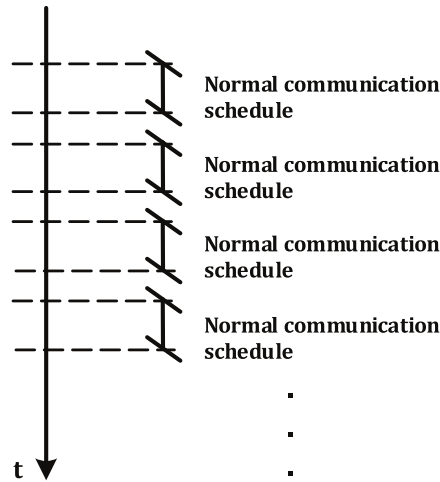 Normal communication
schedule
Normal communication
schedule
Normal communication
schedule
Normal communication
schedule
.
.
t
.